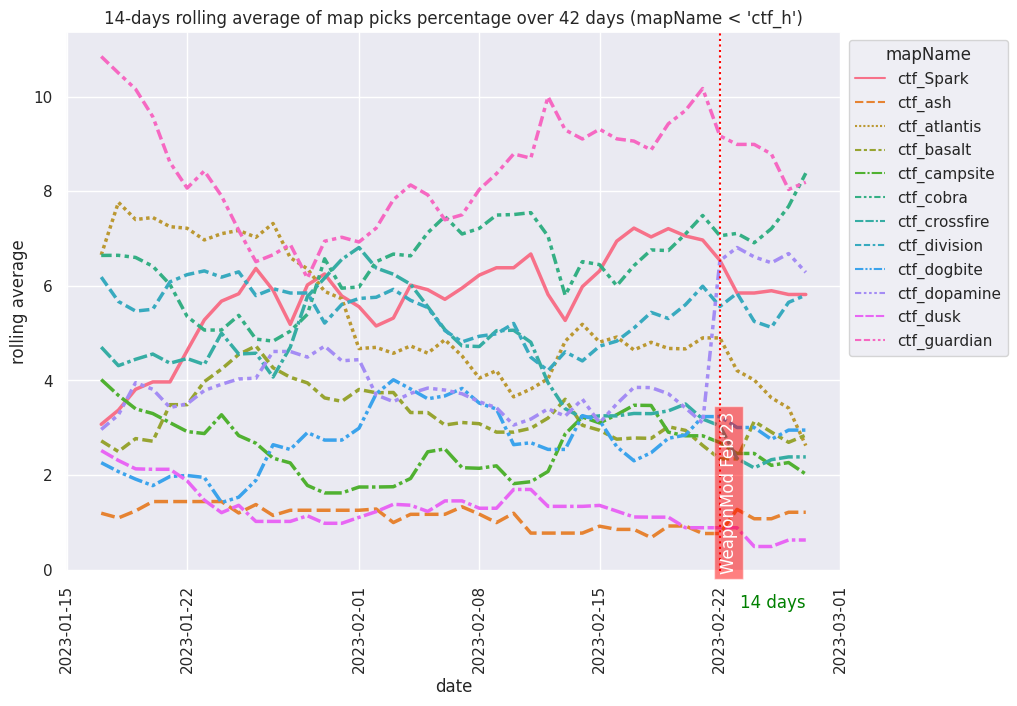 14-days rolling average of map picks percentage over 42 days (mapName < 'ctf_h')
rolling average
10
8
6
4
2
0
2023-01-15
2023-01-22
2023-02-01
2023-02-08
2023-02-15
2023-02-22
2023-03-01
WeaponMod Feb'23
14 days
date
mapName
ctf_Spark
ctf_ash
ctf_atlantis
ctf_basalt
ctf_campsite
ctf_cobra
ctf_crossfire
ctf_division
ctf_dogbite
ctf_dopamine
ctf_dusk
ctf_guardian